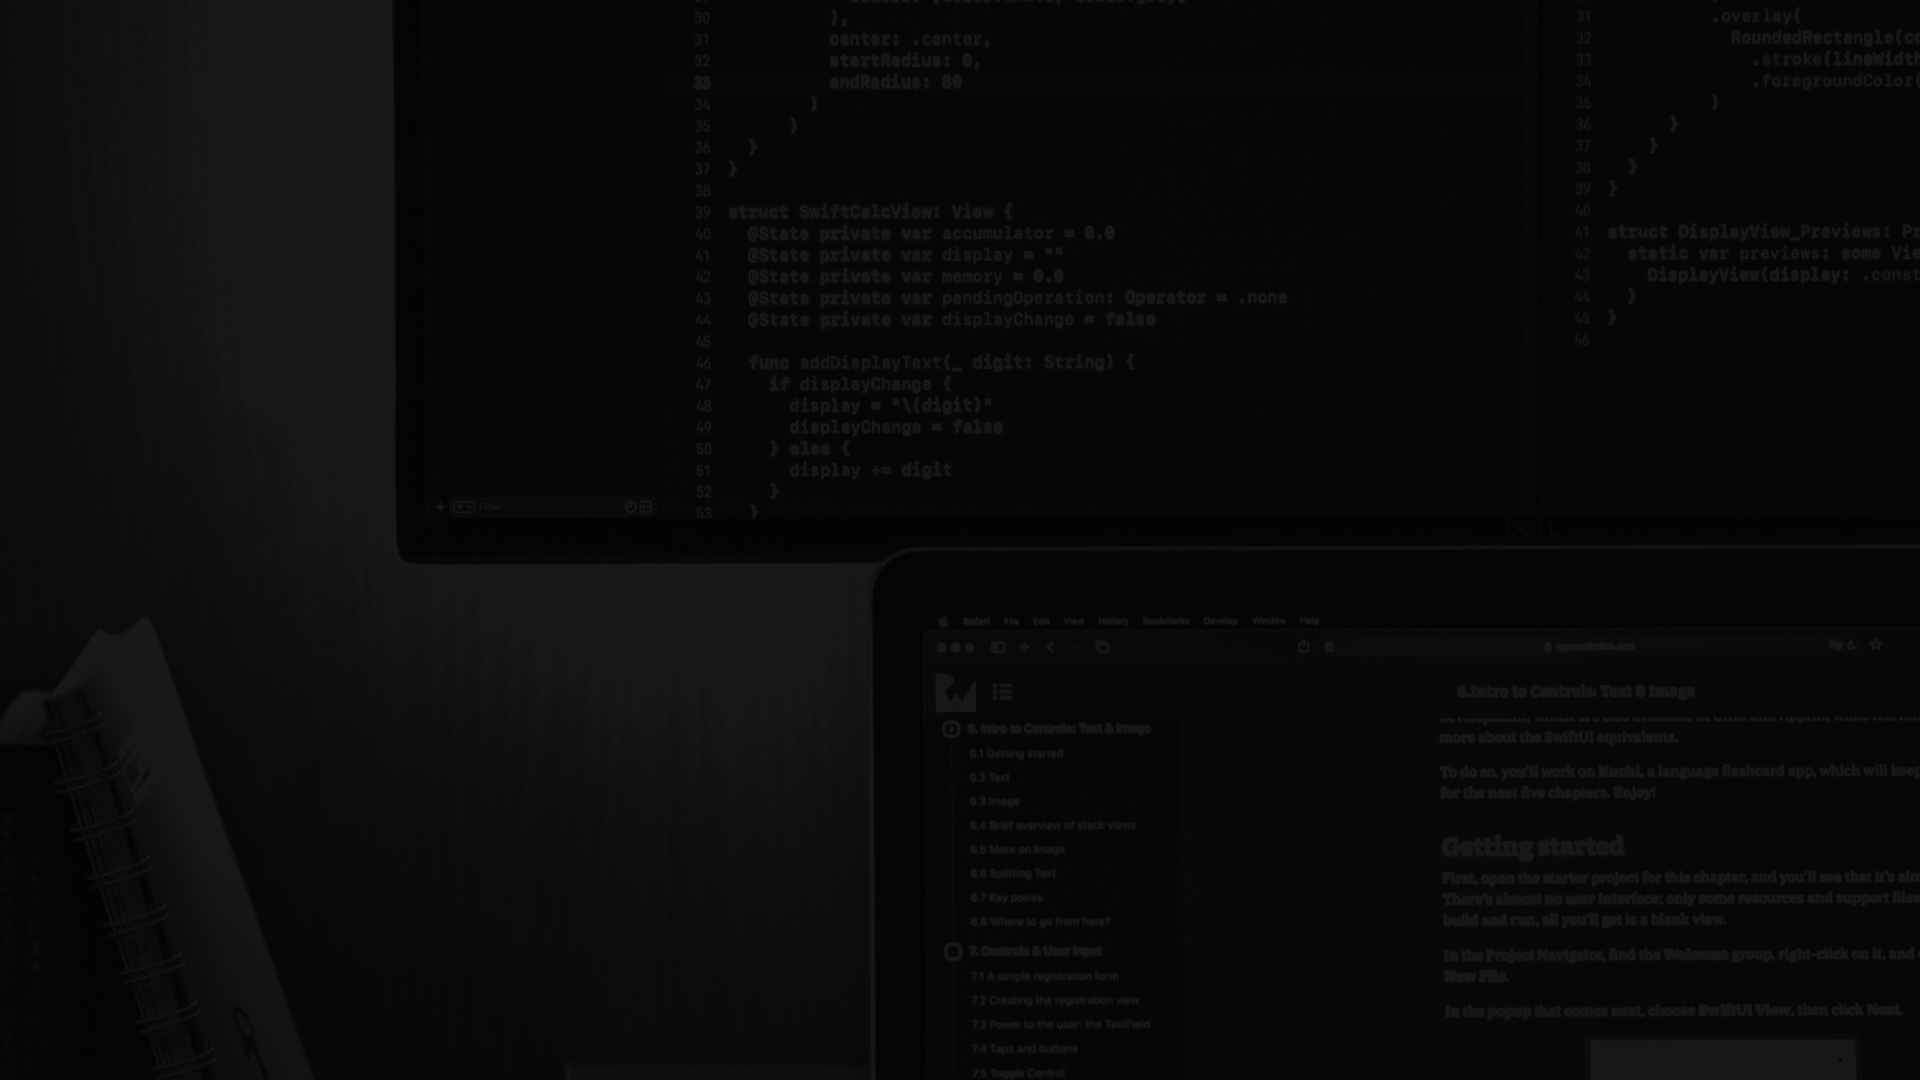 30 ),
31 center: .center,
32 startRadius: 0,
33 endRadius: 80
34 )
35 )
36 }
37 }
38
39 struct SwiftCalcView: View {
40 @State private var accumulator = 0.0
41 @State private var display = ""
42 @State private var memory = 0.0
43 @State private var pendingOperation: Operator = .none
44 @State private var displayChange = false
45
46 func addDisplayText(_ digit: String) {
47 if displayChange {
48 display = "\(digit)"
49 displayChange = false
50 } else {
51 display += digit
52 }
53 }
Filter
31 .overlay(
32 RoundedRectangle(co
33 .stroke(lineWidth
34 .foregroundColor(
35 )
36 }
37 }
38 }
39 }
40
41 struct DisplayView_Previews: Pr
42 static var previews: some Vie
43 DisplayView(display: .const
44 }
45 }
46
DELL
Safari File Edit View History Bookmarks Develop Window Help
6. Intro to Controls: Text & Image
6.1 Getting started
6.2 Text
6.3 Image
6.4 Brief overview of stack views
6.5 More on Image
6.6 Splitting Text
6.7 Key points
6.8 Where to go from here?
7. Controls & User Input
7.1 A simple registration form
7.2 Creating the registration view
7.3 Power to the user: the TextField
7.4 Taps and buttons
7.5 Toggle Control
6.Intro to Controls: Text & Image
more about the SwiftUI equivalents.
To do so, you'll work on Kuchi, a language flashcard app, which will keep
for the next five chapters. Enjoy!
Getting started
First, open the starter project for this chapter, and you'll see that it's alm
There's almost no user interface; only some resources and support files
build and run, all you'll get is a blank view.
In the Project Navigator, find the Welcome group, right-click on it, and
New File.
In the popup that comes next, choose SwiftUI View, then click Next.